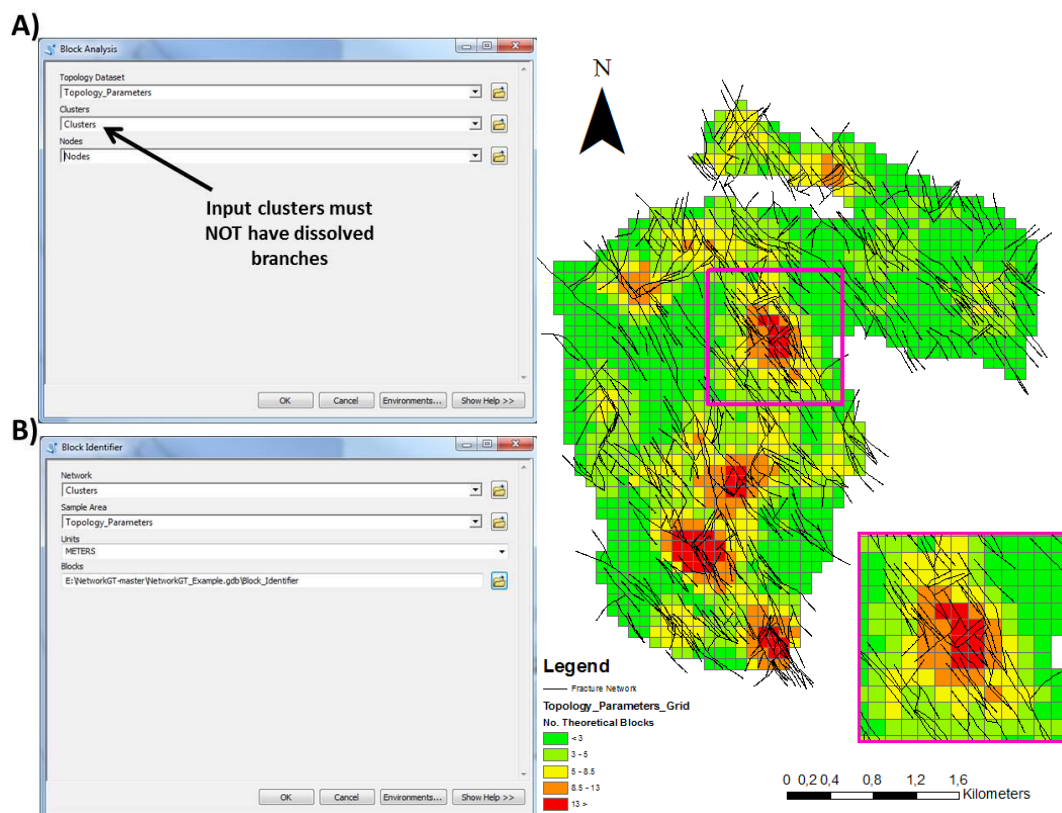 A)
Block Analysis
Topology Dataset
Topology_Parameters
Clusters
Clusters
Nodes
Nodes
Input clusters must
NOT have dissolved
branches
OK Cancel Environments... Show Help >>
B)
Block Identifier
Network
Clusters
Sample Area
Topology_Parameters
Units
METERS
Blocks
E:\NetworkGT-master\NetworkGT_Example.gdb\Block_Identifier
OK Cancel Environments... Show Help >>
N
Legend
Fracture Network
Topology_Parameters_Grid
No. Theoretical Blocks
< 3
3 - 5
5 - 8.5
8.5 - 13
13 >
0 0,2 0,4 0,8 1,2 1,6
Kilometers